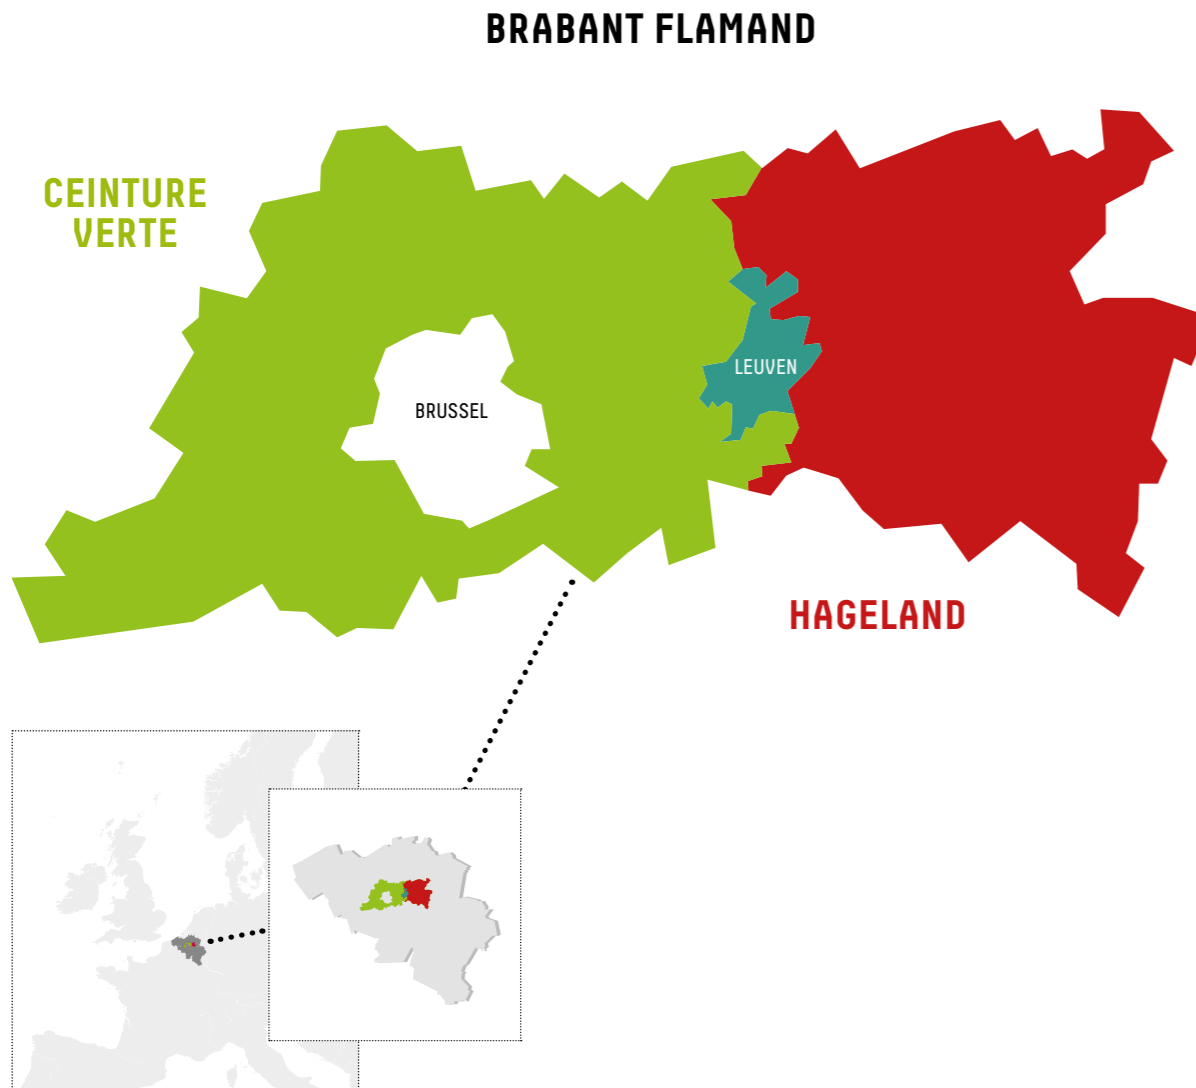 BRABANT FLAMAND
CEINTURE
VERTE
LEUVEN
BRUSSEL
HAGELAND